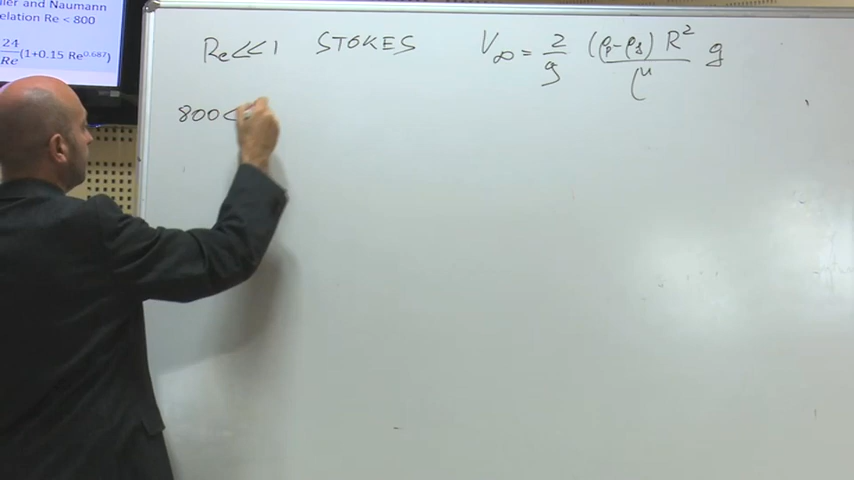 ller and Naumann
elation Re < 800
24/Re (1+0.15 Re^0.687)
Re<<1 STOKES V∞ = 2/9 (ρp-ρf) R²/μ g
800<